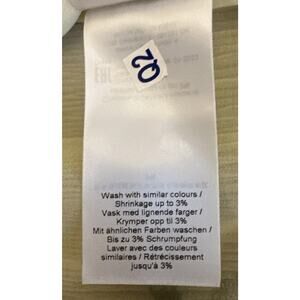 Q2
Wash with similar colours /
Shrinkage up to 3%
Vask med lignende farger /
Krymper opp til 3%
Mit ähnlichen Farben waschen /
Bis zu 3% Schrumpfung
Laver avec des couleurs
similaires / Rétrécissement
jusqu'à 3%